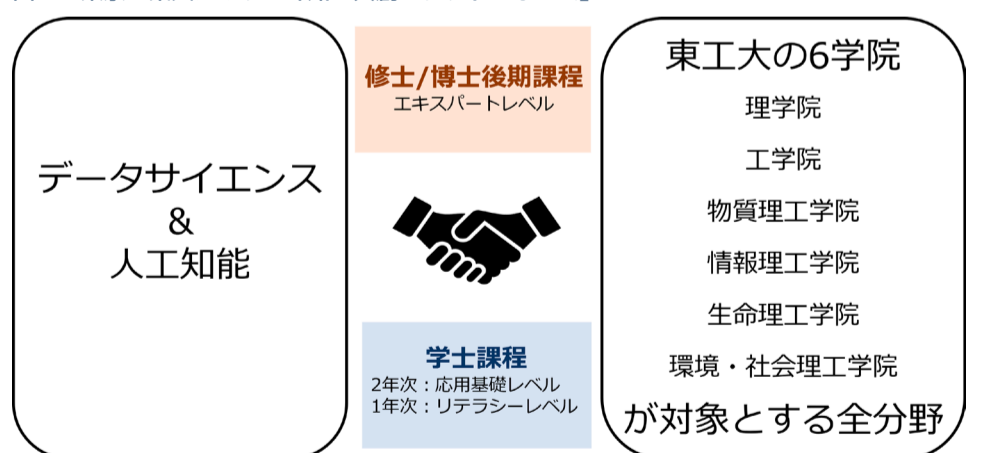 データサイエンス
&
人工知能
修士/博士後期課程
エキスパートレベル
学士課程
2年次：応用基礎レベル
1年次：リテラシーレベル
東工大の6学院
理学院
工学院
物質理工学院
情報理工学院
生命理工学院
環境・社会理工学院
が対象とする全分野